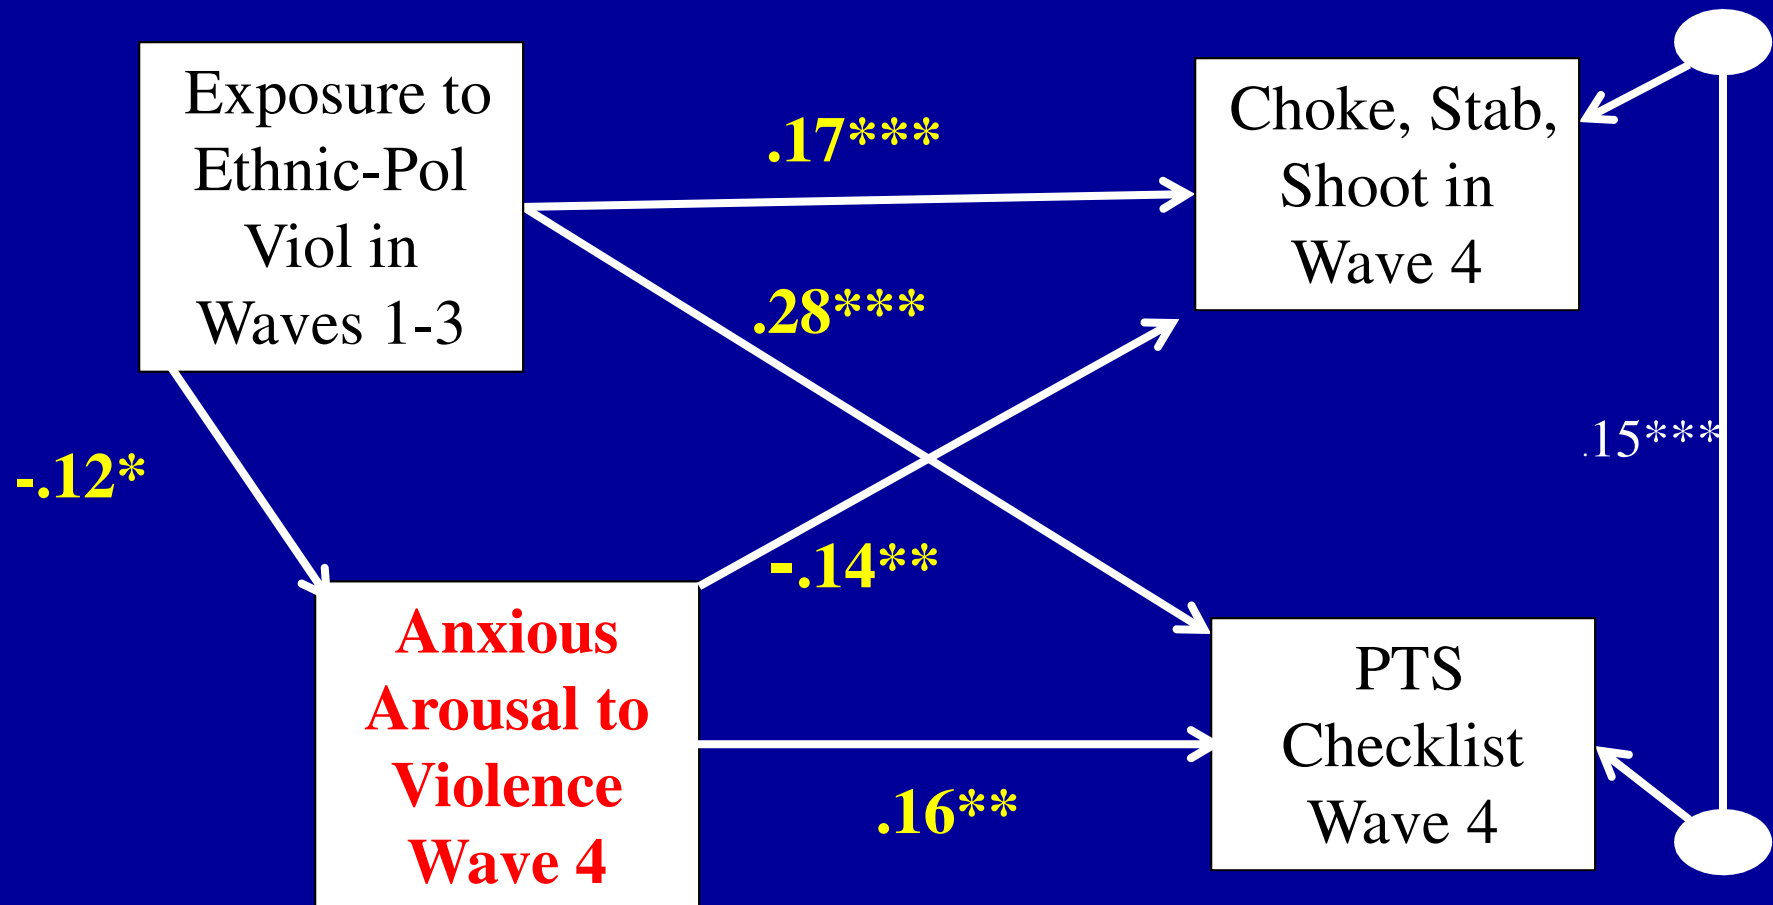 Exposure to
Ethnic-Pol
Viol in
Waves 1-3
.17***
Choke, Stab,
Shoot in
Wave 4
.28***
.15***
-.12*
-.14**
Anxious
Arousal to
Violence
Wave 4
.16**
PTS
Checklist
Wave 4